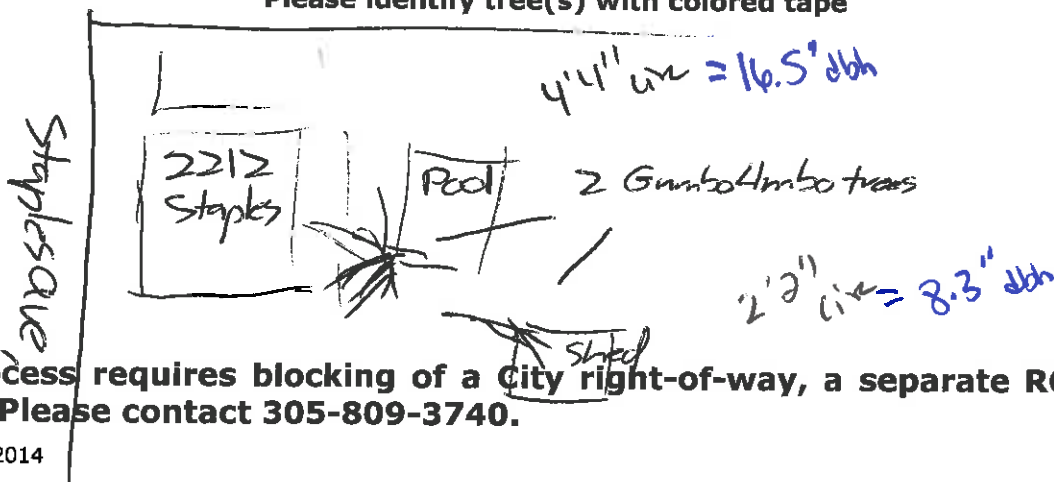 Please identify tree(s) with colored tape
4'4" circ = 16.5" dbh
2212
Staples
Pool
2 Gumbo Limbo trees
Staples ave,
2'2" circ = 8.3" dbh
Shed
cess requires blocking of a City right-of-way, a separate RO
Please contact 305-809-3740.
2014